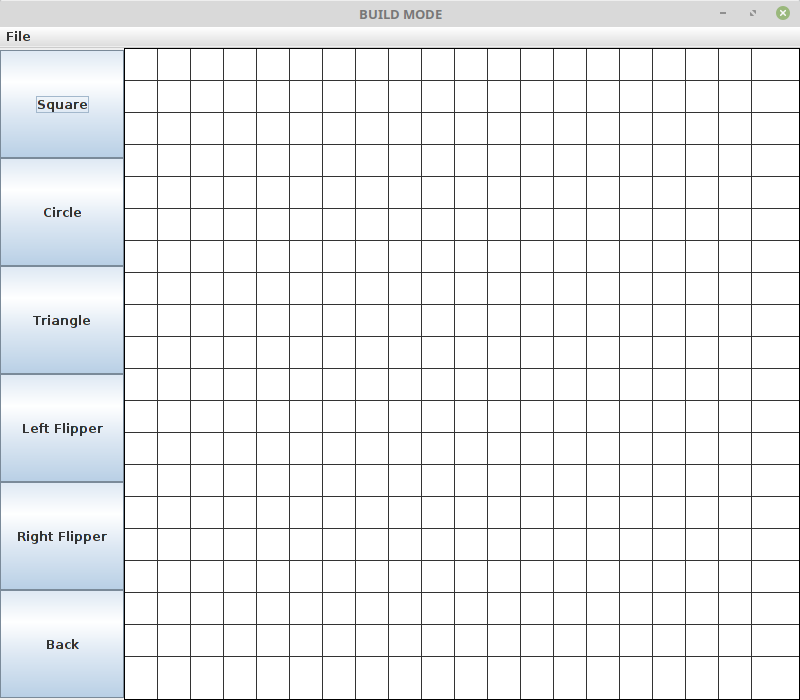 BUILD MODE
File
Square
Circle
Triangle
Left Flipper
Right Flipper
Back